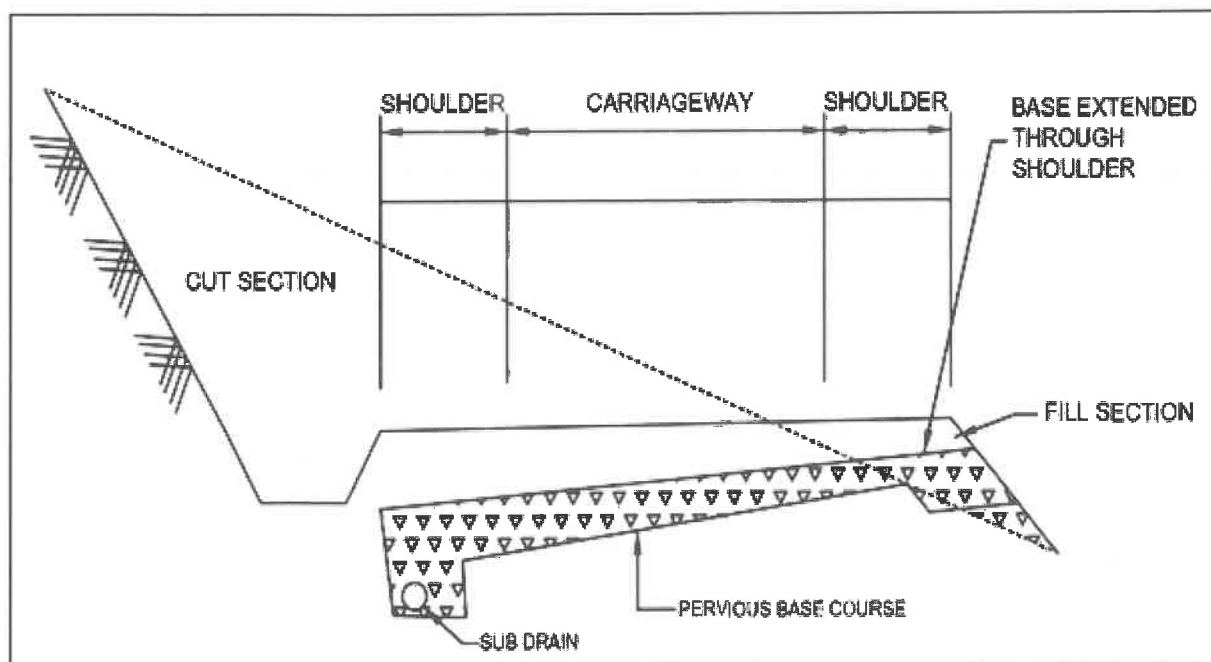 SHOULDER
CARRIAGEWAY
SHOULDER
BASE EXTENDED
THROUGH
SHOULDER
CUT SECTION
FILL SECTION
PERVIOUS BASE COURSE
SUB DRAIN